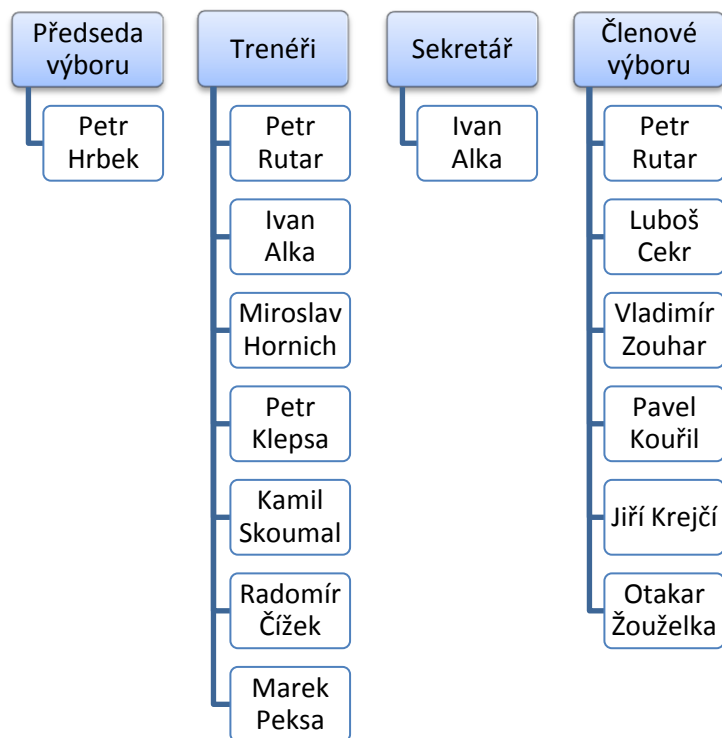 Předseda
výboru
Petr
Hrbek
Trenéři
Petr
Rutar
Ivan
Alka
Miroslav
Hornich
Petr
Klepsa
Kamil
Skoumal
Radomír
Čížek
Marek
Peksa
Sekretář
Ivan
Alka
Členové
výboru
Petr
Rutar
Luboš
Cekr
Vladimír
Zouhar
Pavel
Kouřil
Jiří Krejčí
Otakar
Žouželka